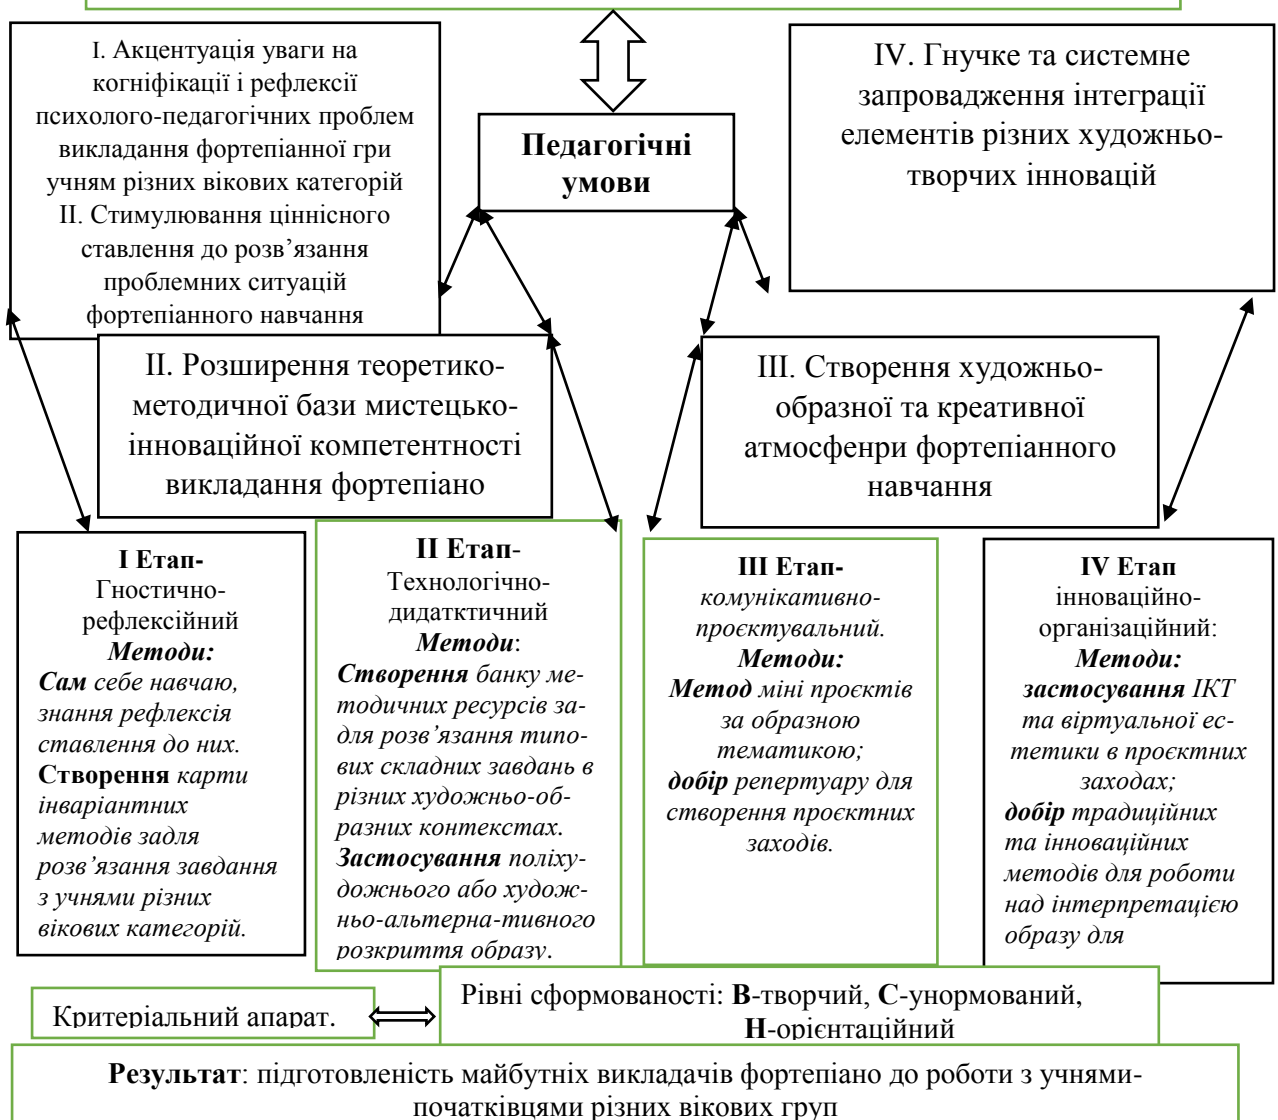 І. Акцентуація уваги на
когніфікації і рефлексії
психолого-педагогічних проблем
викладання фортепіанної гри
учням різних вікових категорій
ІІ. Стимулювання ціннісного
ставлення до розв’язання
проблемних ситуацій
фортепіанного навчання
Педагогічні
умови
IV. Гнучке та системне
запровадження інтеграції
елементів різних художньо-
творчих інновацій
ІІ. Розширення теоретико-
методичної бази мистецько-
інноваційної компетентності
викладання фортепіано
ІІІ. Створення художньо-
образної та креативної
атмосфенри фортепіанного
навчання
І Етап-
Гностично-
рефлексійний
Методи:
Сам себе навчаю,
знання рефлексія
ставлення до них.
Створення карти
інваріантних
методів задля
розв’язання завдання
з учнями різних
вікових категорій.
ІІ Етап-
Технологічно-
дидатктичний
Методи:
Створення банку ме-
тодичних ресурсів за-
для розв’язання типо-
вих складних завдань в
різних художньо-об-
разних контекстах.
Застосування поліху-
дожнього або худож-
ньо-альтерна-тивного
розкриття образу.
ІІІ Етап-
комунікативно-
проєктувальний.
Методи:
Метод міні проєктів
за образною
тематикою;
добір репертуару для
створення проєктних
заходів.
IV Етап
інноваційно-
організаційний:
Методи:
застосування ІКТ
та віртуальної ес-
тетики в проєктних
заходах;
добір традиційних
та інноваційних
методів для роботи
над інтерпретацією
образу для
Критеріальний апарат.
Рівні сформованості: В-творчий, С-унормований,
Н-орієнтаційний
Результат: підготовленість майбутніх викладачів фортепіано до роботи з учнями-
початківцями різних вікових груп